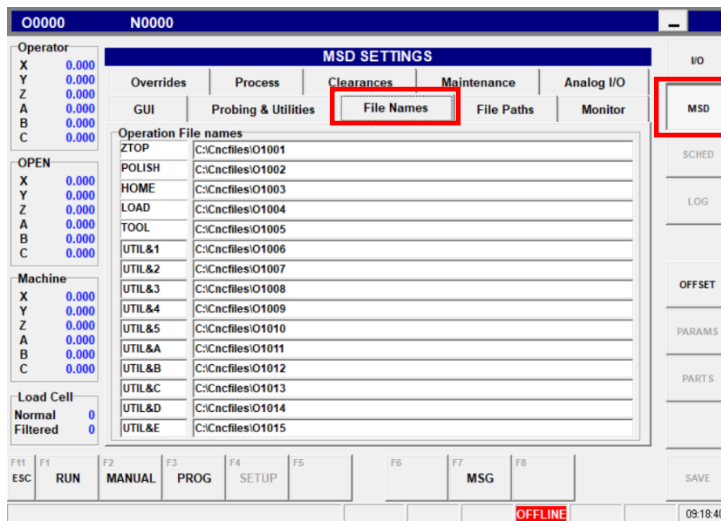 O0000 N0000
Operator
X 0.000
Y 0.000
Z 0.000
A 0.000
B 0.000
C 0.000
OPEN
X 0.000
Y 0.000
Z 0.000
A 0.000
B 0.000
C 0.000
Machine
X 0.000
Y 0.000
Z 0.000
A 0.000
B 0.000
C 0.000
Load Cell
Normal 0
Filtered 0
MSD SETTINGS
Overrides Process Clearances Maintenance Analog I/O
GUI Probing & Utilities File Names File Paths Monitor
Operation File names
ZTOP C:\Cncfiles\O1001
POLISH C:\Cncfiles\O1002
HOME C:\Cncfiles\O1003
LOAD C:\Cncfiles\O1004
TOOL C:\Cncfiles\O1005
UTIL&1 C:\Cncfiles\O1006
UTIL&2 C:\Cncfiles\O1007
UTIL&3 C:\Cncfiles\O1008
UTIL&4 C:\Cncfiles\O1009
UTIL&5 C:\Cncfiles\O1010
UTIL&A C:\Cncfiles\O1011
UTIL&B C:\Cncfiles\O1012
UTIL&C C:\Cncfiles\O1013
UTIL&D C:\Cncfiles\O1014
UTIL&E C:\Cncfiles\O1015
I/O
MSD
SCHED
LOG
OFFSET
PARAMS
PARTS
SAVE
F11 F1 F2 F3 F4 F5 F6 F7 F8
ESC RUN MANUAL PROG SETUP MSG
OFFLINE 09:18:40